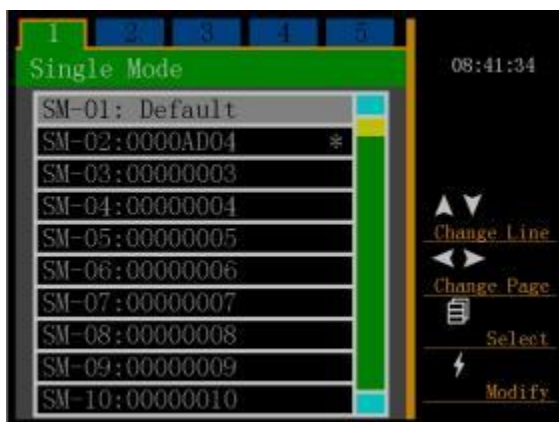 1 2 3 4 5
Single Mode
08:41:34
SM-01: Default
SM-02:0000AD04 *
SM-03:00000003
SM-04:00000004
SM-05:00000005
SM-06:00000006
SM-07:00000007
SM-08:00000008
SM-09:00000009
SM-10:00000010
Change Line
Change Page
Select
Modify